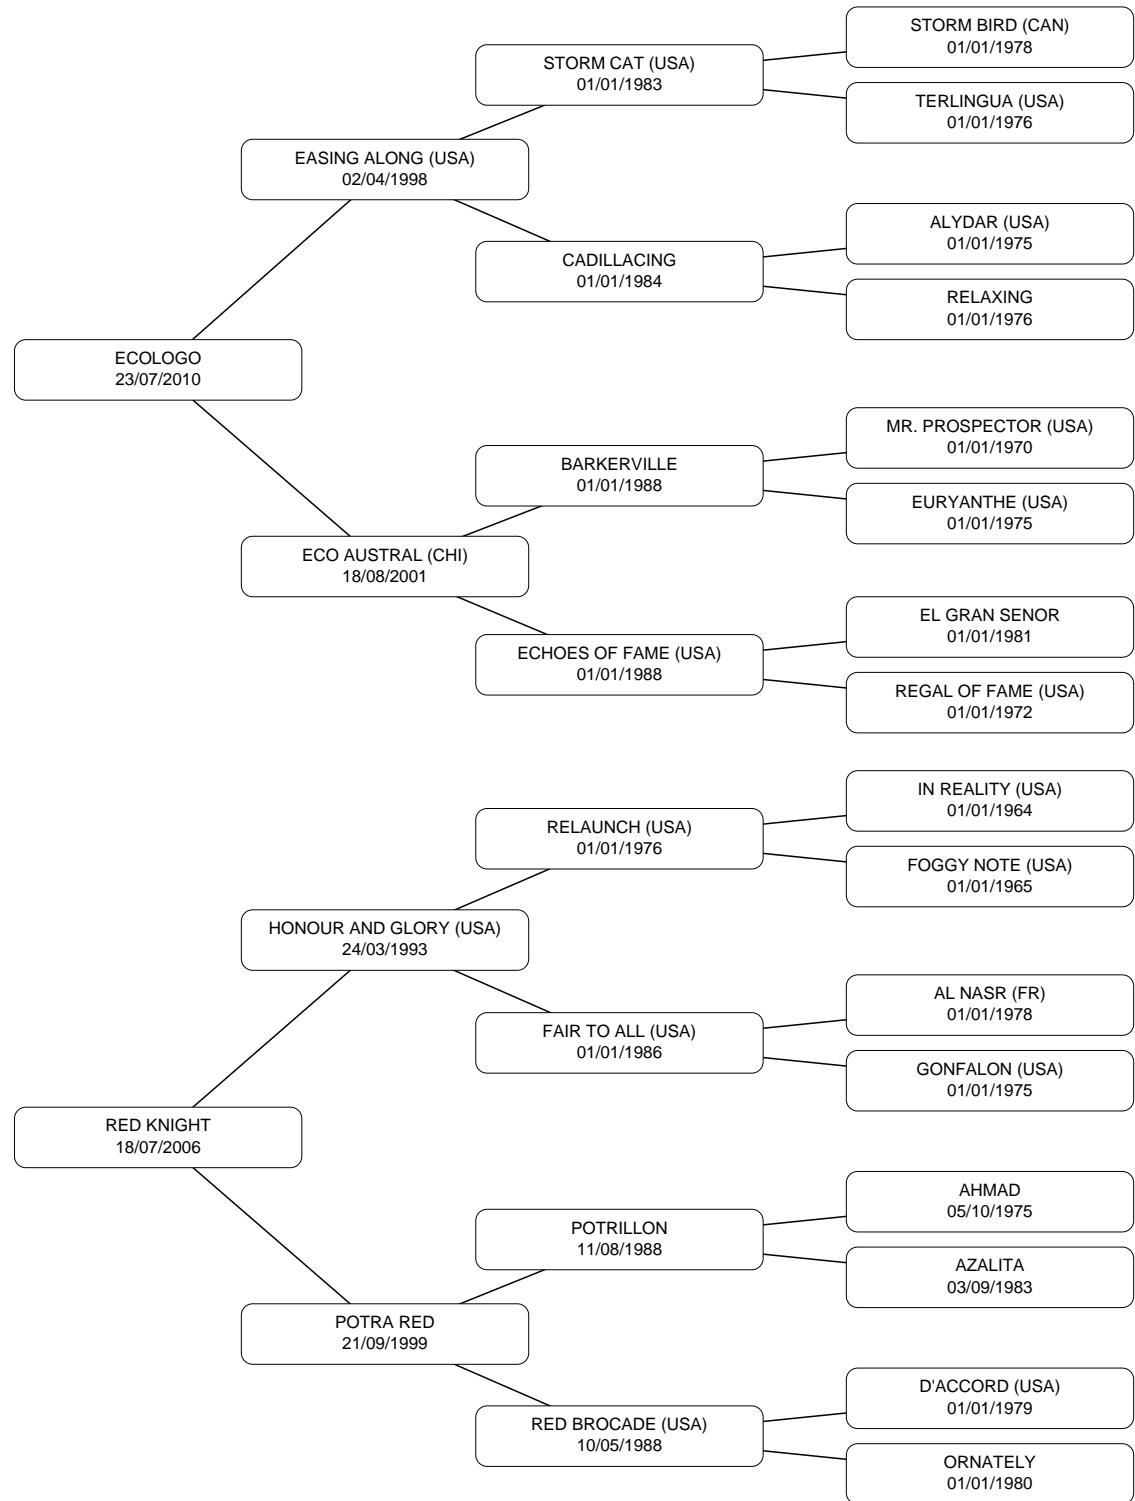 STORM BIRD (CAN)
01/01/1978
STORM CAT (USA)
01/01/1983
TERLINGUA (USA)
01/01/1976
EASING ALONG (USA)
02/04/1998
ALYDAR (USA)
01/01/1975
CADILLACING
01/01/1984
RELAXING
01/01/1976
ECOLOGO
23/07/2010
MR. PROSPECTOR (USA)
01/01/1970
BARKERVILLE
01/01/1988
EURYANTHE (USA)
01/01/1975
ECO AUSTRAL (CHI)
18/08/2001
EL GRAN SENOR
01/01/1981
ECHOES OF FAME (USA)
01/01/1988
REGAL OF FAME (USA)
01/01/1972
IN REALITY (USA)
01/01/1964
RELAUNCH (USA)
01/01/1976
FOGGY NOTE (USA)
01/01/1965
HONOUR AND GLORY (USA)
24/03/1993
AL NASR (FR)
01/01/1978
FAIR TO ALL (USA)
01/01/1986
GONFALON (USA)
01/01/1975
RED KNIGHT
18/07/2006
AHMAD
05/10/1975
POTRILLON
11/08/1988
AZALITA
03/09/1983
POTRA RED
21/09/1999
D'ACCORD (USA)
01/01/1979
RED BROCADE (USA)
10/05/1988
ORNATELY
01/01/1980